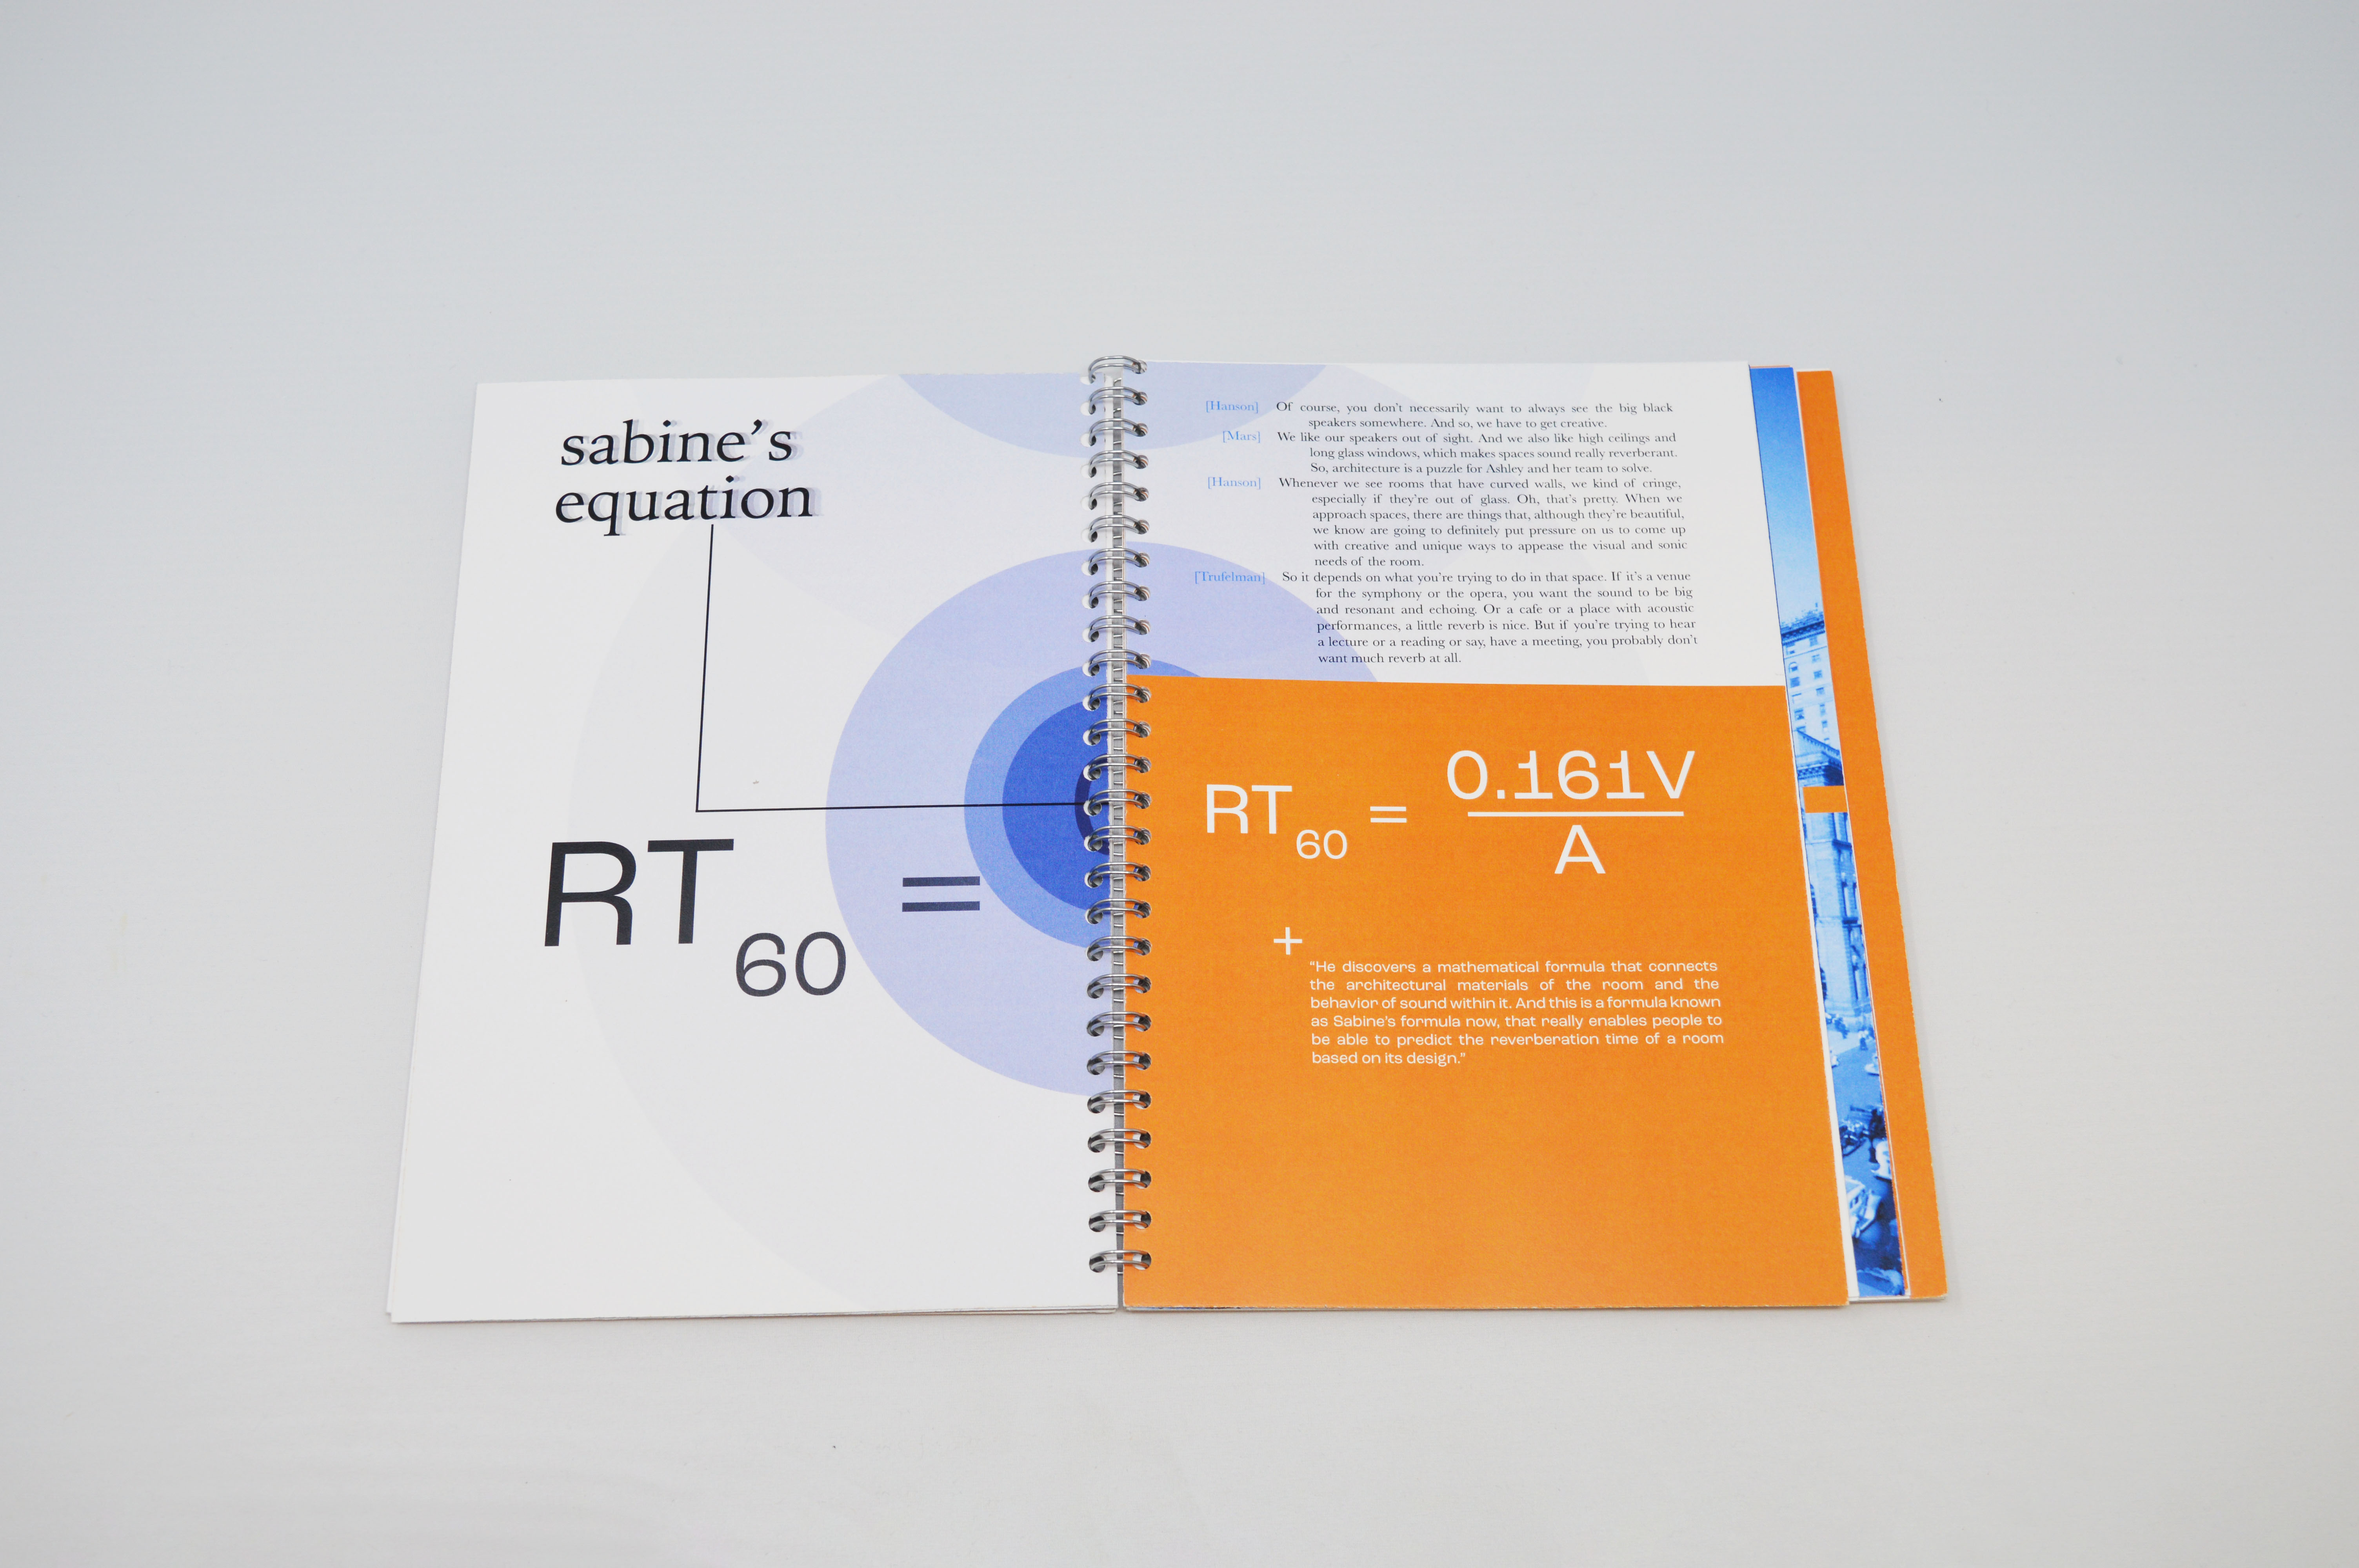 sabine's
equation
RT60 =
[Hanson] Of course, you don't necessarily want to always see the big black
speakers somewhere. And so, we have to get creative.
[Mars] We like our speakers out of sight. And we also like high ceilings and
long glass windows, which makes spaces sound really reverberant.
So, architecture is a puzzle for Ashley and her team to solve.
[Hanson] Whenever we see rooms that have curved walls, we kind of cringe,
especially if they're out of glass. Oh, that's pretty. When we
approach spaces, there are things that, although they're beautiful,
we know are going to definitely put pressure on us to come up
with creative and unique ways to appease the visual and sonic
needs of the room.
[Trufelman] So it depends on what you're trying to do in that space. If it's a venue
for the symphony or the opera, you want the sound to be big
and resonant and echoing. Or a cafe or a place with acoustic
performances, a little reverb is nice. But if you're trying to hear
a lecture or a reading or say, have a meeting, you probably don't
want much reverb at all.
RT60 = 0.161V
A
+
“He discovers a mathematical formula that connects
the architectural materials of the room and the
behavior of sound within it. And this is a formula known
as Sabine's formula now, that really enables people to
be able to predict the reverberation time of a room
based on its design.”